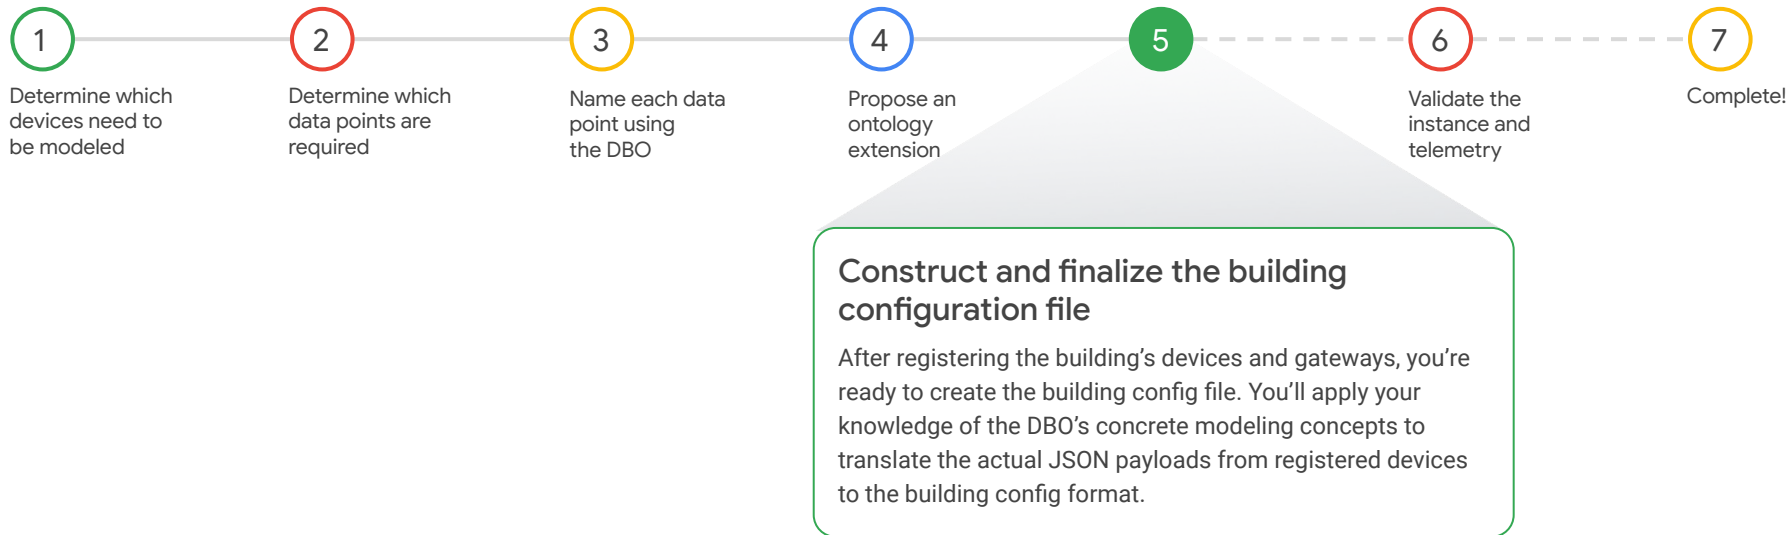 1
Determine which
devices need to
be modeled
2
Determine which
data points are
required
3
Name each data
point using
the DBO
4
Propose an
ontology
extension
5
6
Validate the
instance and
telemetry
7
Complete!
Construct and finalize the building
configuration file
After registering the building’s devices and gateways, you’re
ready to create the building config file. You’ll apply your
knowledge of the DBO’s concrete modeling concepts to
translate the actual JSON payloads from registered devices
to the building config format.